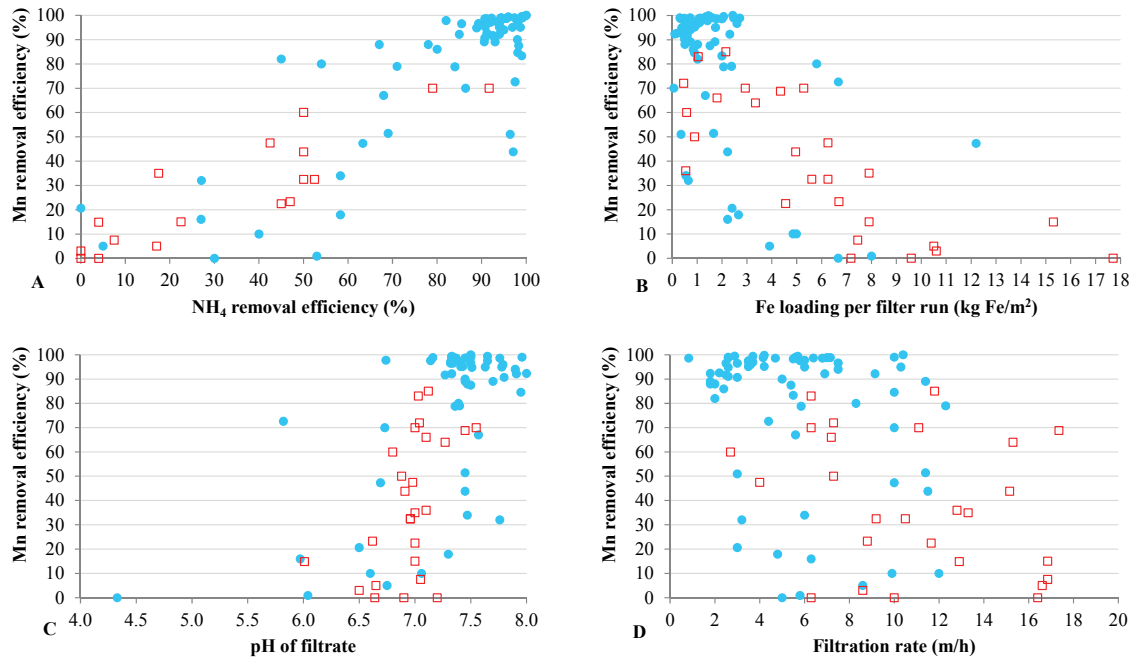 100
90
80
70
60
50
40
30
20
10
0
Mn removal efficiency (%)
0 10 20 30 40 50 60 70 80 90 100
A
NH₄ removal efficiency (%)
100
90
80
70
60
50
40
30
20
10
0
Mn removal efficiency (%)
0 1 2 3 4 5 6 7 8 9 10 11 12 13 14 15 16 17 18
B
Fe loading per filter run (kg Fe/m²)
100
90
80
70
60
50
40
30
20
10
0
Mn removal efficiency (%)
4.0 4.5 5.0 5.5 6.0 6.5 7.0 7.5 8.0
C
pH of filtrate
100
90
80
70
60
50
40
30
20
10
0
Mn removal efficiency (%)
0 2 4 6 8 10 12 14 16 18 20
D
Filtration rate (m/h)